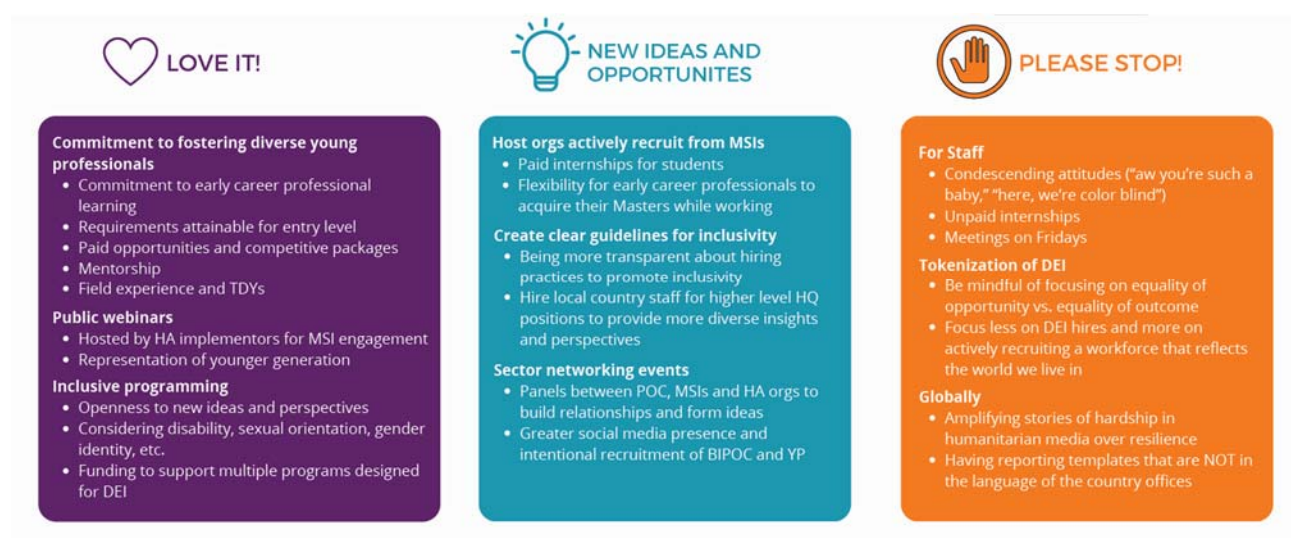 LOVE IT!
Commitment to fostering diverse young
professionals
• Commitment to early career professional
learning
• Requirements attainable for entry level
• Paid opportunities and competitive packages
• Mentorship
• Field experience and TDYs
Public webinars
• Hosted by HA implementors for MSI engagement
• Representation of younger generation
Inclusive programming
• Openness to new ideas and perspectives
• Considering disability, sexual orientation, gender
identity, etc.
• Funding to support multiple programs designed
for DEI
NEW IDEAS AND
OPPORTUNITES
Host orgs actively recruit from MSIs
• Paid internships for students
• Flexibility for early career professionals to
acquire their Masters while working
Create clear guidelines for inclusivity
• Being more transparent about hiring
practices to promote inclusivity
• Hire local country staff for higher level HQ
positions to provide more diverse insights
and perspectives
Sector networking events
• Panels between POC, MSIs and HA orgs to
build relationships and form ideas
• Greater social media presence and
intentional recruitment of BIPOC and YP
PLEASE STOP!
For Staff
• Condescending attitudes (“aw you’re such a
baby,” “here, we’re color blind”)
• Unpaid internships
• Meetings on Fridays
Tokenization of DEI
• Be mindful of focusing on equality of
opportunity vs. equality of outcome
• Focus less on DEI hires and more on
actively recruiting a workforce that reflects
the world we live in
Globally
• Amplifying stories of hardship in
humanitarian media over resilience
• Having reporting templates that are NOT in
the language of the country offices